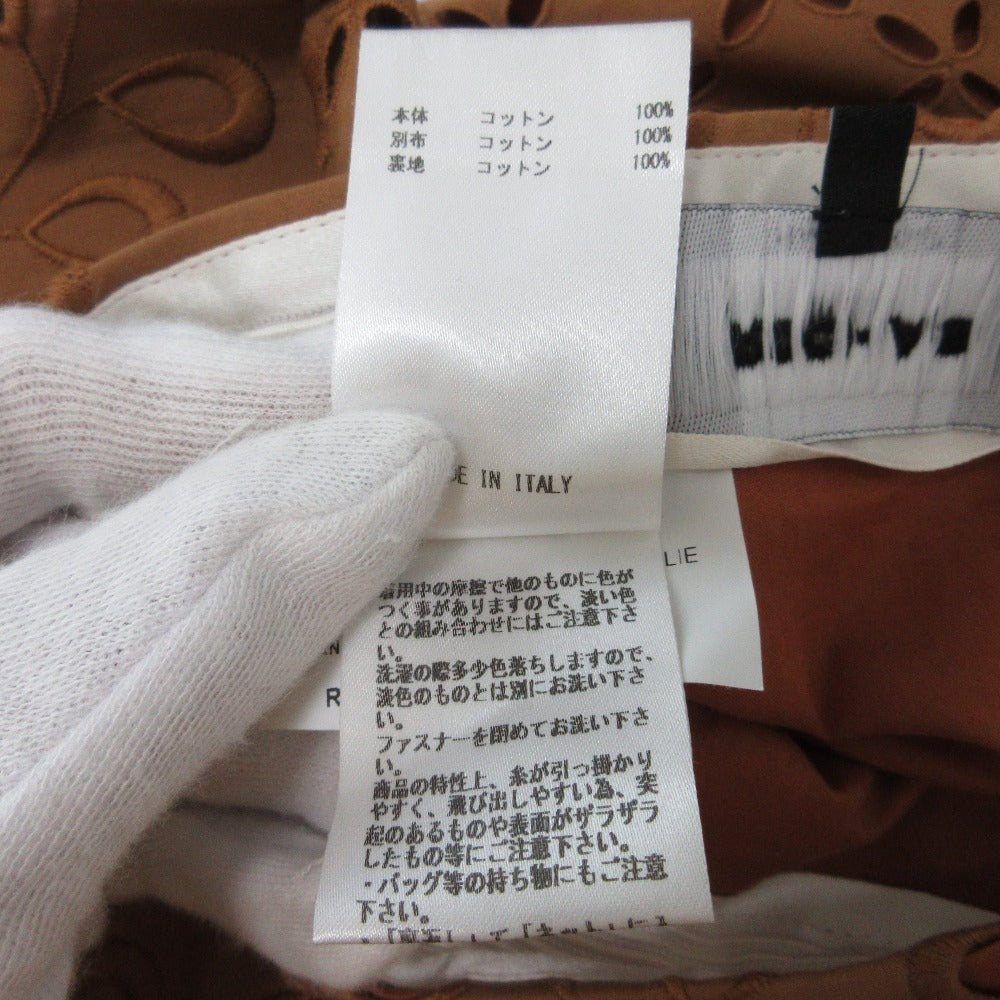 本体 コットン 100%
別布 コットン 100%
裏地 コットン 100%
DE IN ITALY
LIE
着用中の摩擦で他のものに色が
つく事がありますので、淡い色
との組み合わせにはご注意下さ
い。
洗濯の際多少色落ちしますので、
淡色のものとは別にお洗い下さ
い。
ファスナーを閉めてお洗い下さ
い。
商品の特性上、糸が引っ掛かり
やすく、飛び出しやすい為、突
起のあるものや表面がザラザラ
したもの等にご注意下さい。
・バッグ等の持ち物にもご注意
下さい。
R